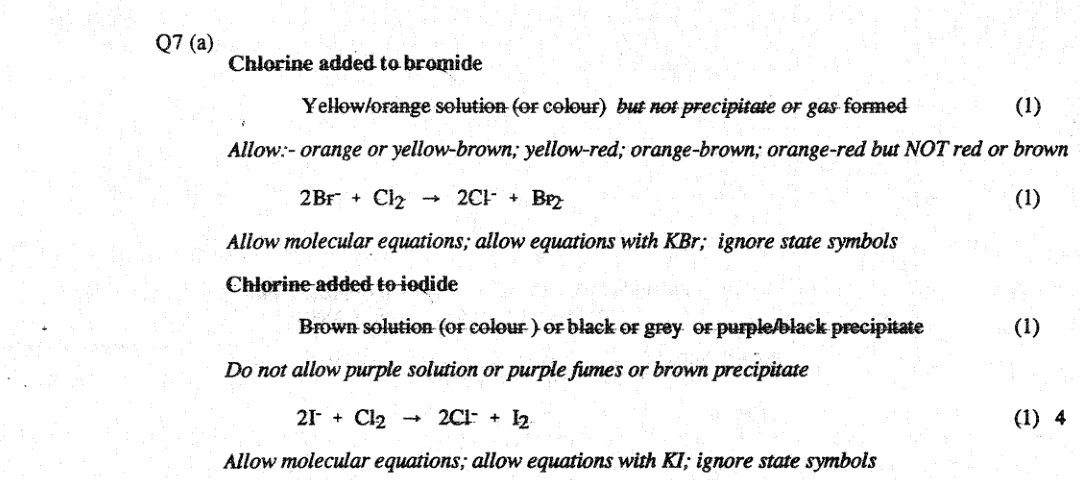 Q7 (a)
Chlorine added to bromide
Yellow/orange solution (or colour) but not precipitate or gas formed (1)
Allow:- orange or yellow-brown; yellow-red; orange-brown; orange-red but NOT red or brown
2Br⁻ + Cl₂ → 2Cl⁻ + Br₂ (1)
Allow molecular equations; allow equations with KBr; ignore state symbols
Chlorine added to iodide
Brown solution (or colour ) or black or grey or purple/black precipitate (1)
Do not allow purple solution or purple fumes or brown precipitate
2I⁻ + Cl₂ → 2Cl⁻ + I₂ (1) 4
Allow molecular equations; allow equations with KI; ignore state symbols